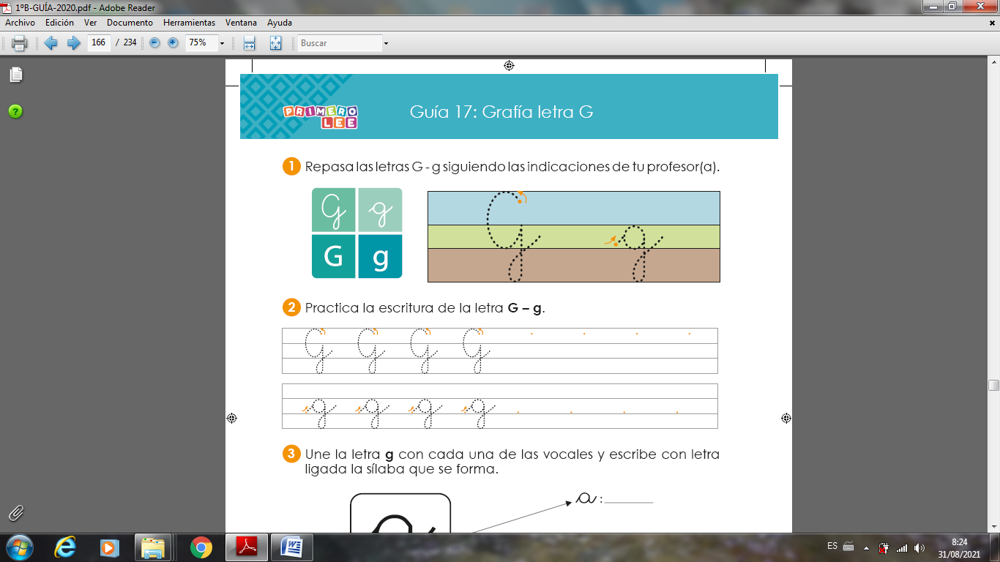 1ºB-GUÍA-2020.pdf - Adobe Reader
Archivo Edición Ver Documento Herramientas Ventana Ayuda
166 / 234 75% Buscar
PRIMERO
LEE
Guía 17: Grafía letra G
1 Repasa las letras G - g siguiendo las indicaciones de tu profesor(a).
G g
G g
G g
2 Practica la escritura de la letra G – g.
G G G G
g g g g
3 Une la letra g con cada una de las vocales y escribe con letra
ligada la sílaba que se forma.
a : ________
ES 8:24
31/08/2021